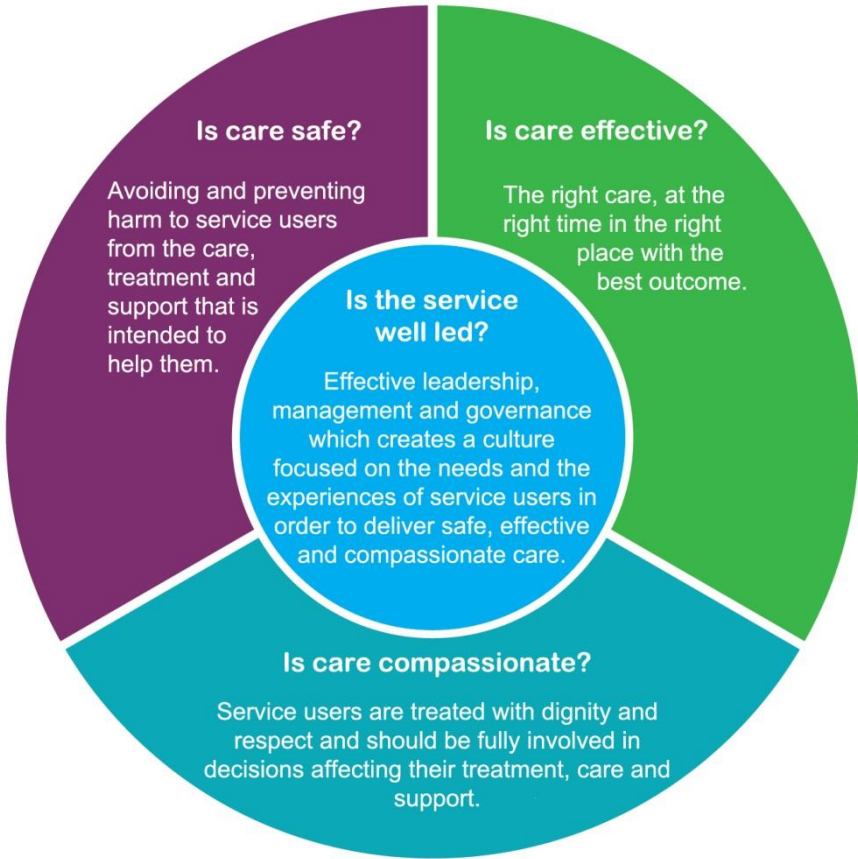 Is care safe?
Avoiding and preventing
harm to service users
from the care,
treatment and
support that is
intended to
help them.
Is care effective?
The right care, at the
right time in the right
place with the
best outcome.
Is the service
well led?
Effective leadership,
management and governance
which creates a culture
focused on the needs and the
experiences of service users in
order to deliver safe, effective
and compassionate care.
Is care compassionate?
Service users are treated with dignity and
respect and should be fully involved in
decisions affecting their treatment, care and
support.